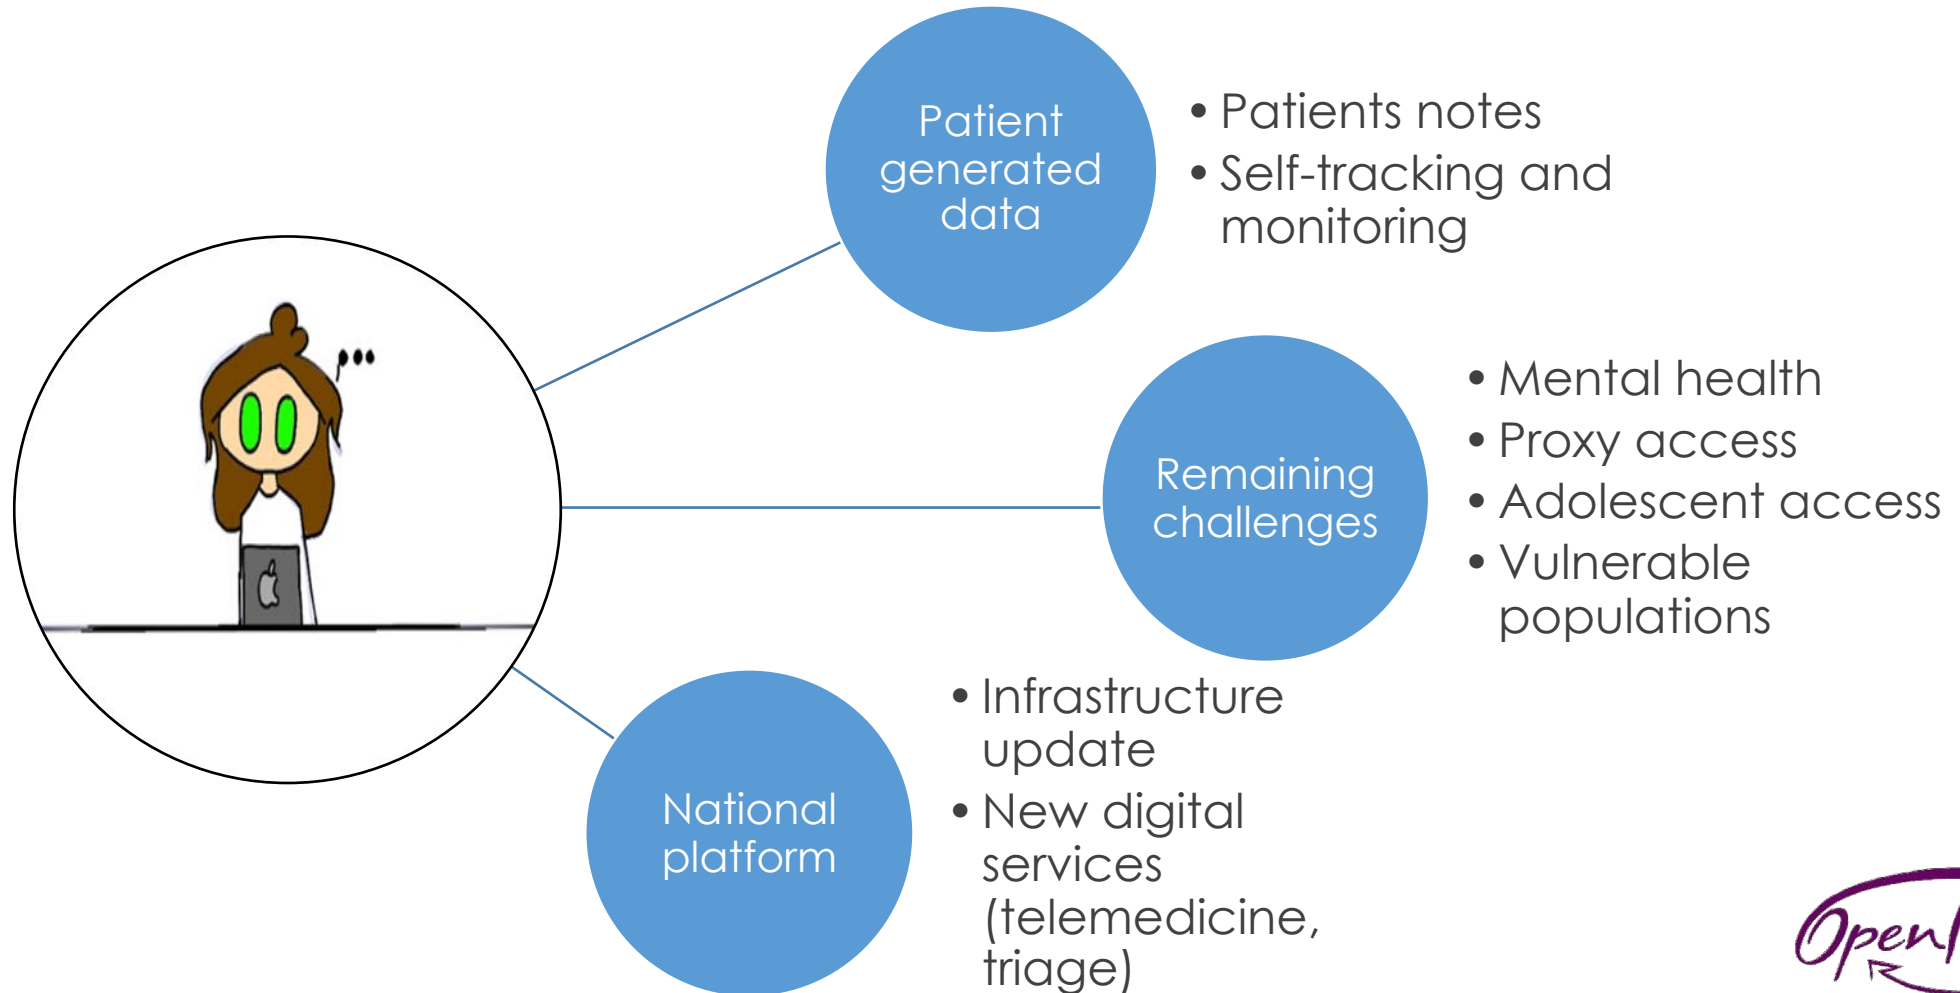 Patient
generated
data
• Patients notes
• Self-tracking and
monitoring
Remaining
challenges
• Mental health
• Proxy access
• Adolescent access
• Vulnerable
populations
National
platform
• Infrastructure
update
• New digital
services
(telemedicine,
triage)
Open